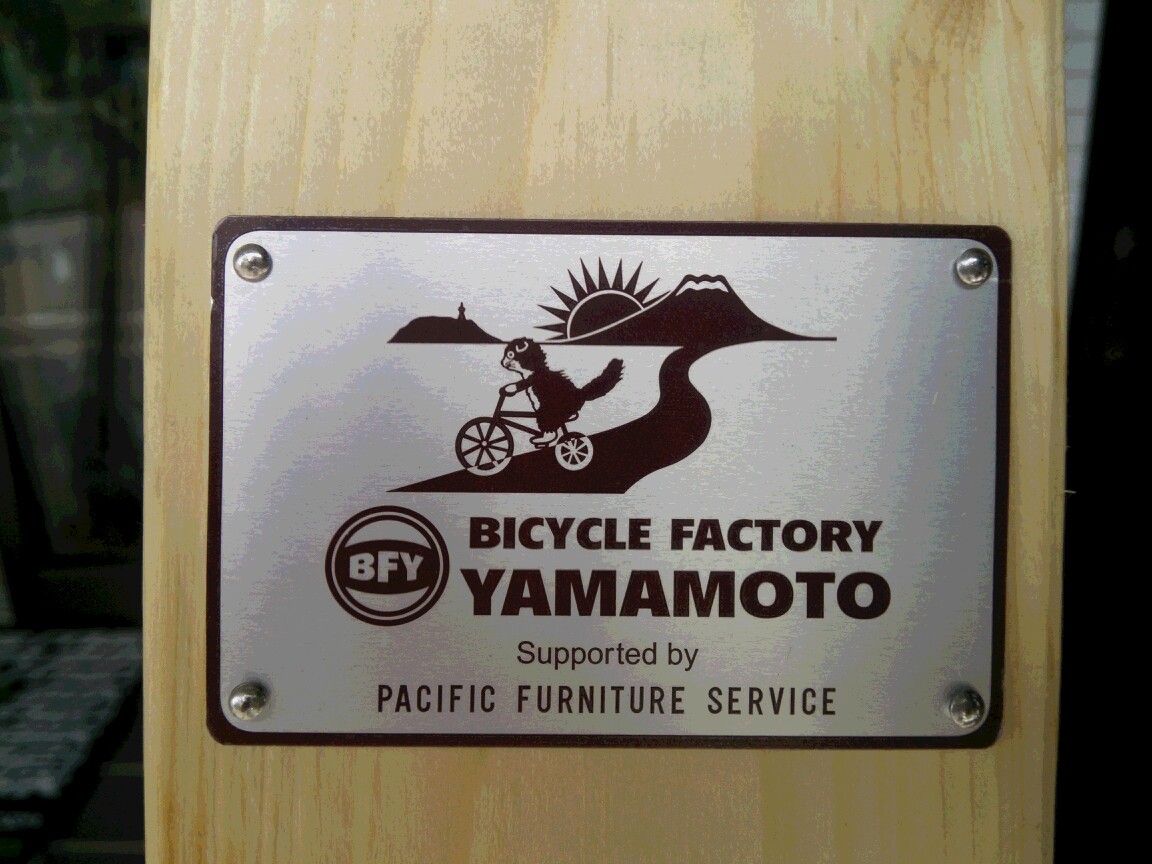 BFY
BICYCLE FACTORY
YAMAMOTO
Supported by
PACIFIC FURNITURE SERVICE